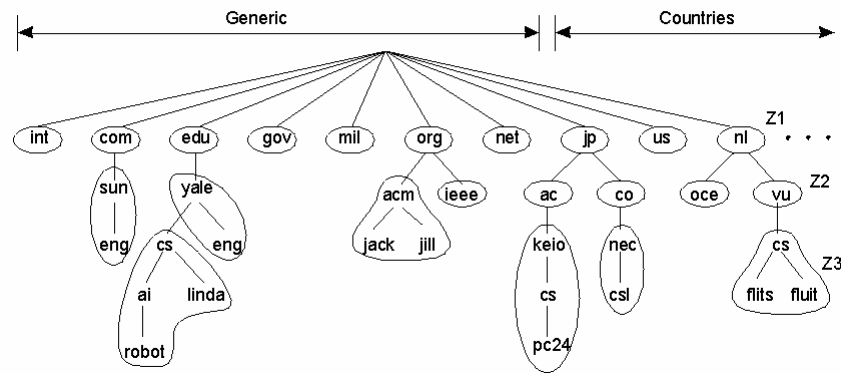 Generic Countries
Z1
int com edu gov mil org net jp us nl . . .
sun yale acm ieee ac co oce vu Z2
eng cs eng jack jill keio nec cs
Z3
ai linda cs csl flits fluit
robot pc24